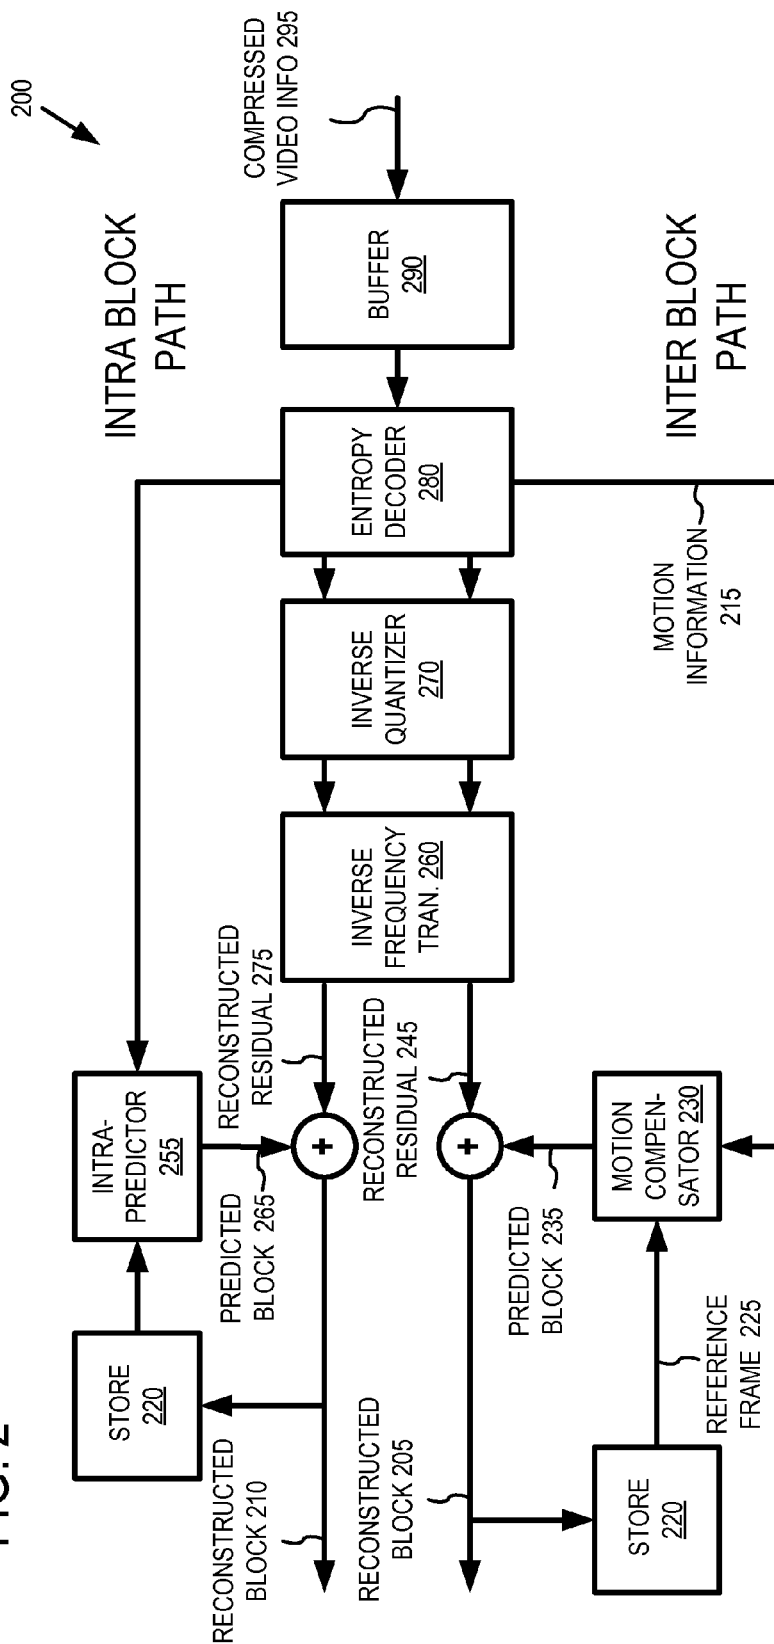 FIG. 2
200
INTRA BLOCK
PATH
STORE
220
INTRA-
PREDICTOR
255
PREDICTED
BLOCK 265
RECONSTRUCTED
RESIDUAL 275
COMPRESSED
VIDEO INFO 295
RECONSTRUCTED
BLOCK 210
+
INVERSE
FREQUENCY
TRAN. 260
INVERSE
QUANTIZER
270
ENTROPY
DECODER
280
BUFFER
290
RECONSTRUCTED
BLOCK 205
RECONSTRUCTED
RESIDUAL 245
+
PREDICTED
BLOCK 235
STORE
220
REFERENCE
FRAME 225
MOTION
COMPEN-
SATOR 230
MOTION
INFORMATION
215
INTER BLOCK
PATH